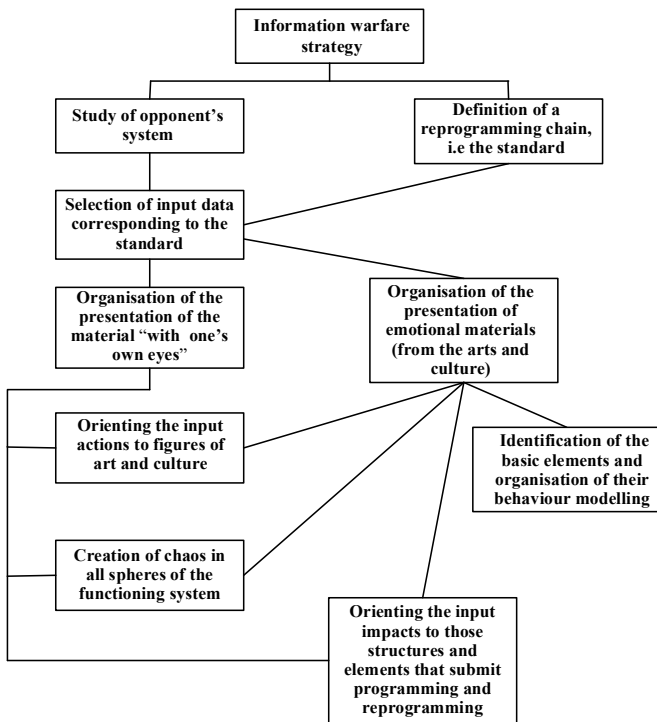 Information warfare
strategy
Study of opponent's
system
Definition of a
reprogramming chain,
i.e the standard
Selection of input data
corresponding to the
standard
Organisation of the
presentation of the
material “with one's
own eyes”
Organisation of the
presentation of
emotional materials
(from the arts and
culture)
Orienting the input
actions to figures of
art and culture
Identification of the
basic elements and
organisation of their
behaviour modelling
Creation of chaos in
all spheres of the
functioning system
Orienting the input
impacts to those
structures and
elements that submit
programming and
reprogramming